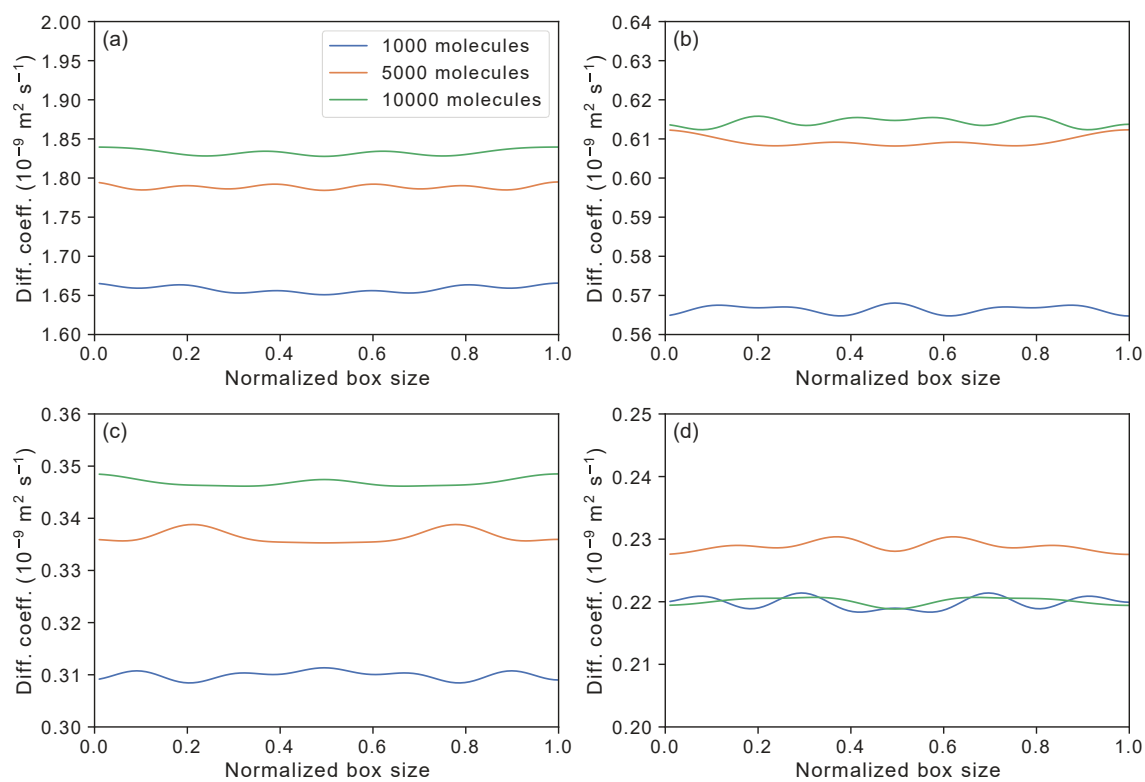 (a)
1000 molecules
5000 molecules
10000 molecules
2.00
1.95
1.90
1.85
1.80
1.75
1.70
1.65
1.60
Diff. coeff. (10⁻⁹ m² s⁻¹)
0.0 0.2 0.4 0.6 0.8 1.0
Normalized box size
(b)
0.64
0.63
0.62
0.61
0.60
0.59
0.58
0.57
0.56
Diff. coeff. (10⁻⁹ m² s⁻¹)
0.0 0.2 0.4 0.6 0.8 1.0
Normalized box size
(c)
0.36
0.35
0.34
0.33
0.32
0.31
0.30
Diff. coeff. (10⁻⁹ m² s⁻¹)
0.0 0.2 0.4 0.6 0.8 1.0
Normalized box size
(d)
0.25
0.24
0.23
0.22
0.21
0.20
Diff. coeff. (10⁻⁹ m² s⁻¹)
0.0 0.2 0.4 0.6 0.8 1.0
Normalized box size